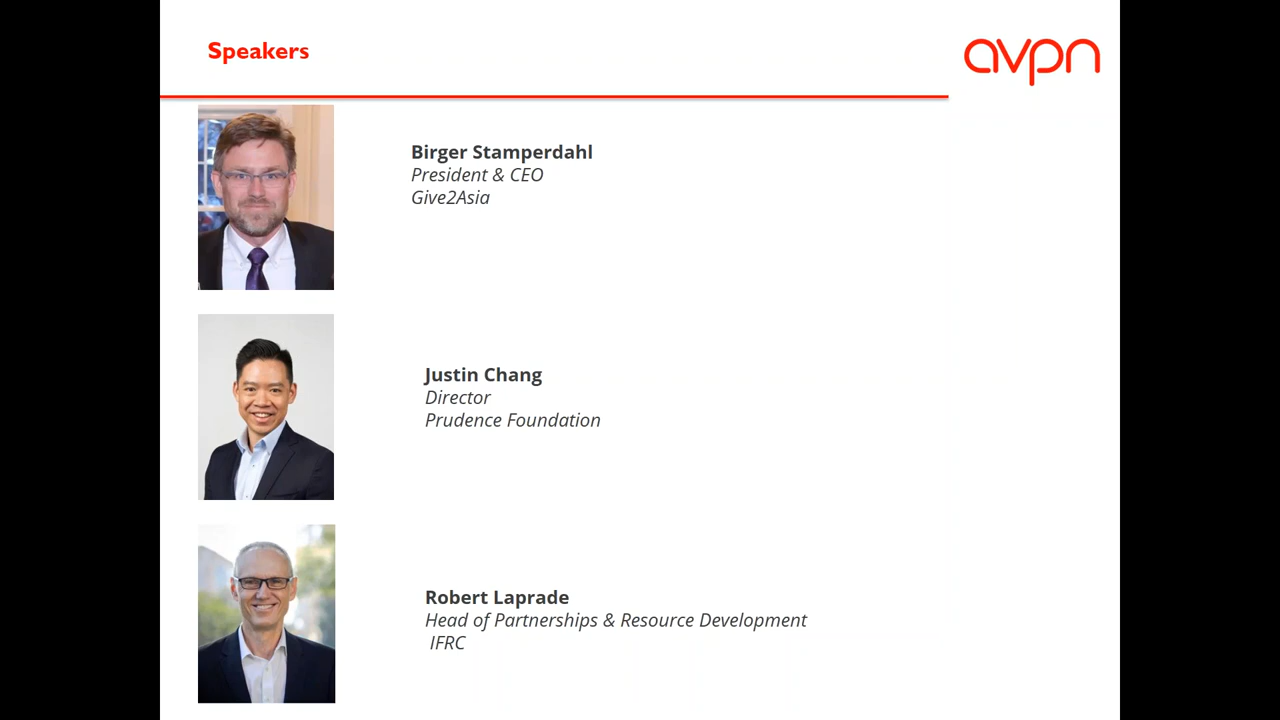 Speakers
avpn
Birger Stamperdahl
President & CEO
Give2Asia
Justin Chang
Director
Prudence Foundation
Robert Laprade
Head of Partnerships & Resource Development
IFRC